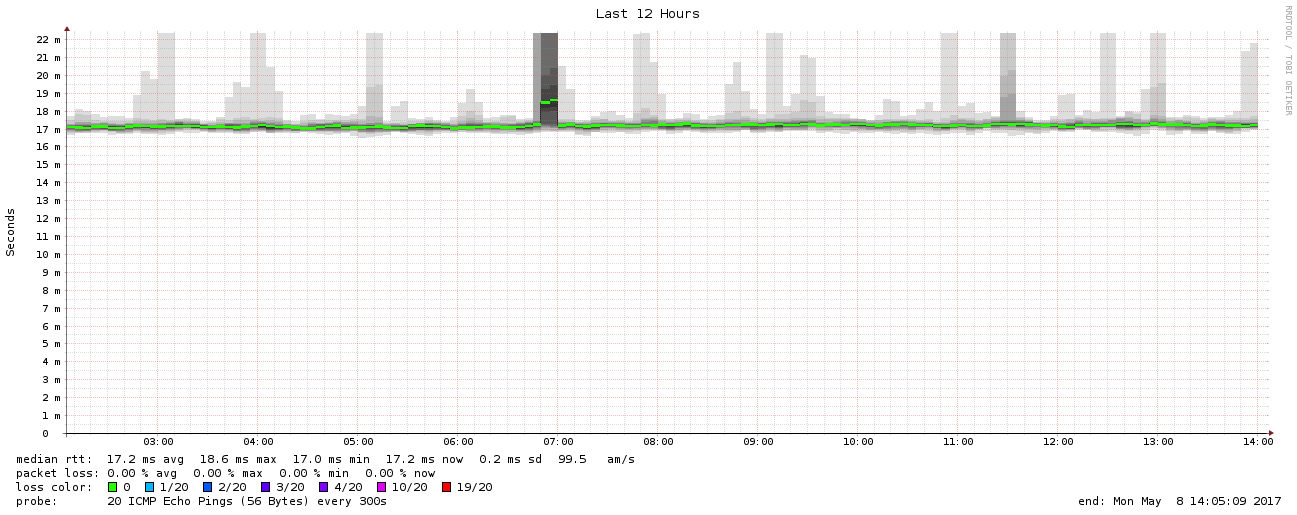 Last 12 Hours
RRDTOOL / TOBI OETIKER
Seconds
22 m
21 m
20 m
19 m
18 m
17 m
16 m
15 m
14 m
13 m
12 m
11 m
10 m
9 m
8 m
7 m
6 m
5 m
4 m
3 m
2 m
1 m
0
03:00 04:00 05:00 06:00 07:00 08:00 09:00 10:00 11:00 12:00 13:00 14:00
median rtt: 17.2 ms avg 18.6 ms max 17.0 ms min 17.2 ms now 0.2 ms sd 99.5 am/s
packet loss: 0.00 % avg 0.00 % max 0.00 % min 0.00 % now
loss color: 0 1/20 2/20 3/20 4/20 10/20 19/20
probe: 20 ICMP Echo Pings (56 Bytes) every 300s end: Mon May 8 14:05:09 2017